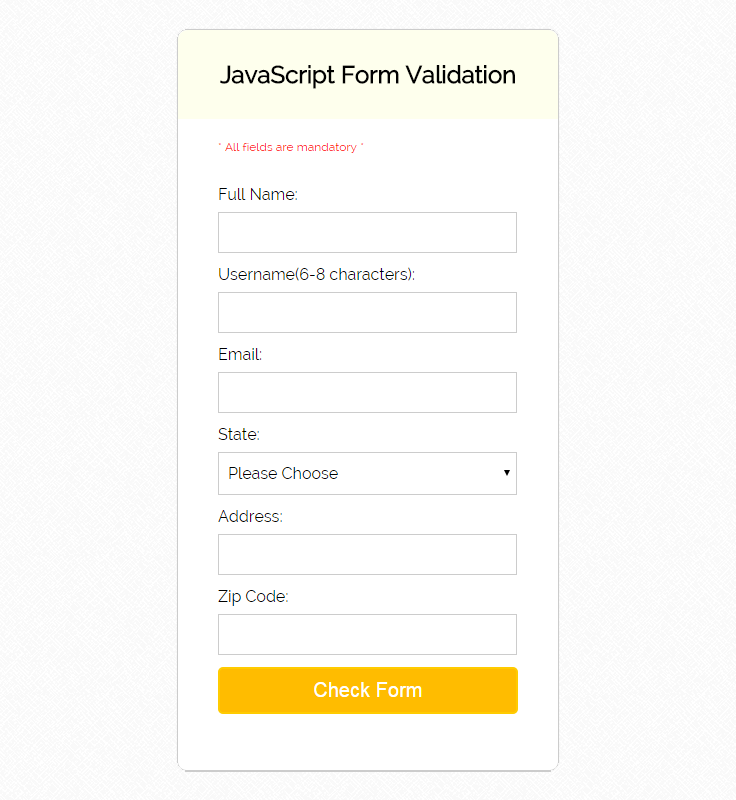 JavaScript Form Validation
* All fields are mandatory *
Full Name:
Username(6-8 characters):
Email:
State:
Please Choose
Address:
Zip Code:
Check Form